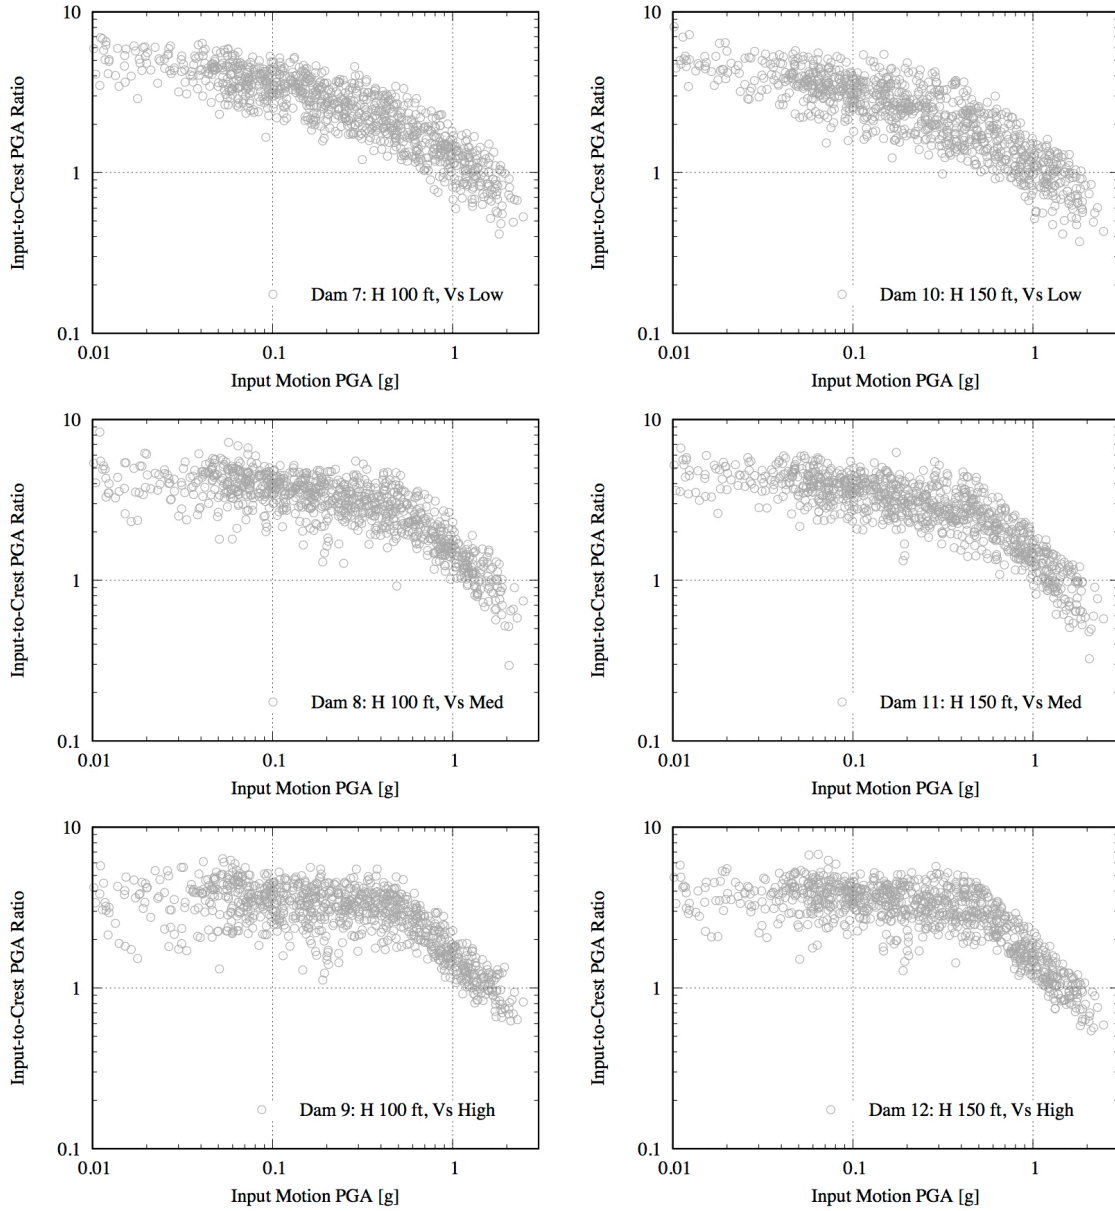 10
Input-to-Crest PGA Ratio
1
Dam 7: H 100 ft, Vs Low
0.1
0.01 0.1 1
Input Motion PGA [g]
10
Input-to-Crest PGA Ratio
1
Dam 10: H 150 ft, Vs Low
0.1
0.01 0.1 1
Input Motion PGA [g]
10
Input-to-Crest PGA Ratio
1
Dam 8: H 100 ft, Vs Med
0.1
0.01 0.1 1
Input Motion PGA [g]
10
Input-to-Crest PGA Ratio
1
Dam 11: H 150 ft, Vs Med
0.1
0.01 0.1 1
Input Motion PGA [g]
10
Input-to-Crest PGA Ratio
1
Dam 9: H 100 ft, Vs High
0.1
0.01 0.1 1
Input Motion PGA [g]
10
Input-to-Crest PGA Ratio
1
Dam 12: H 150 ft, Vs High
0.1
0.01 0.1 1
Input Motion PGA [g]